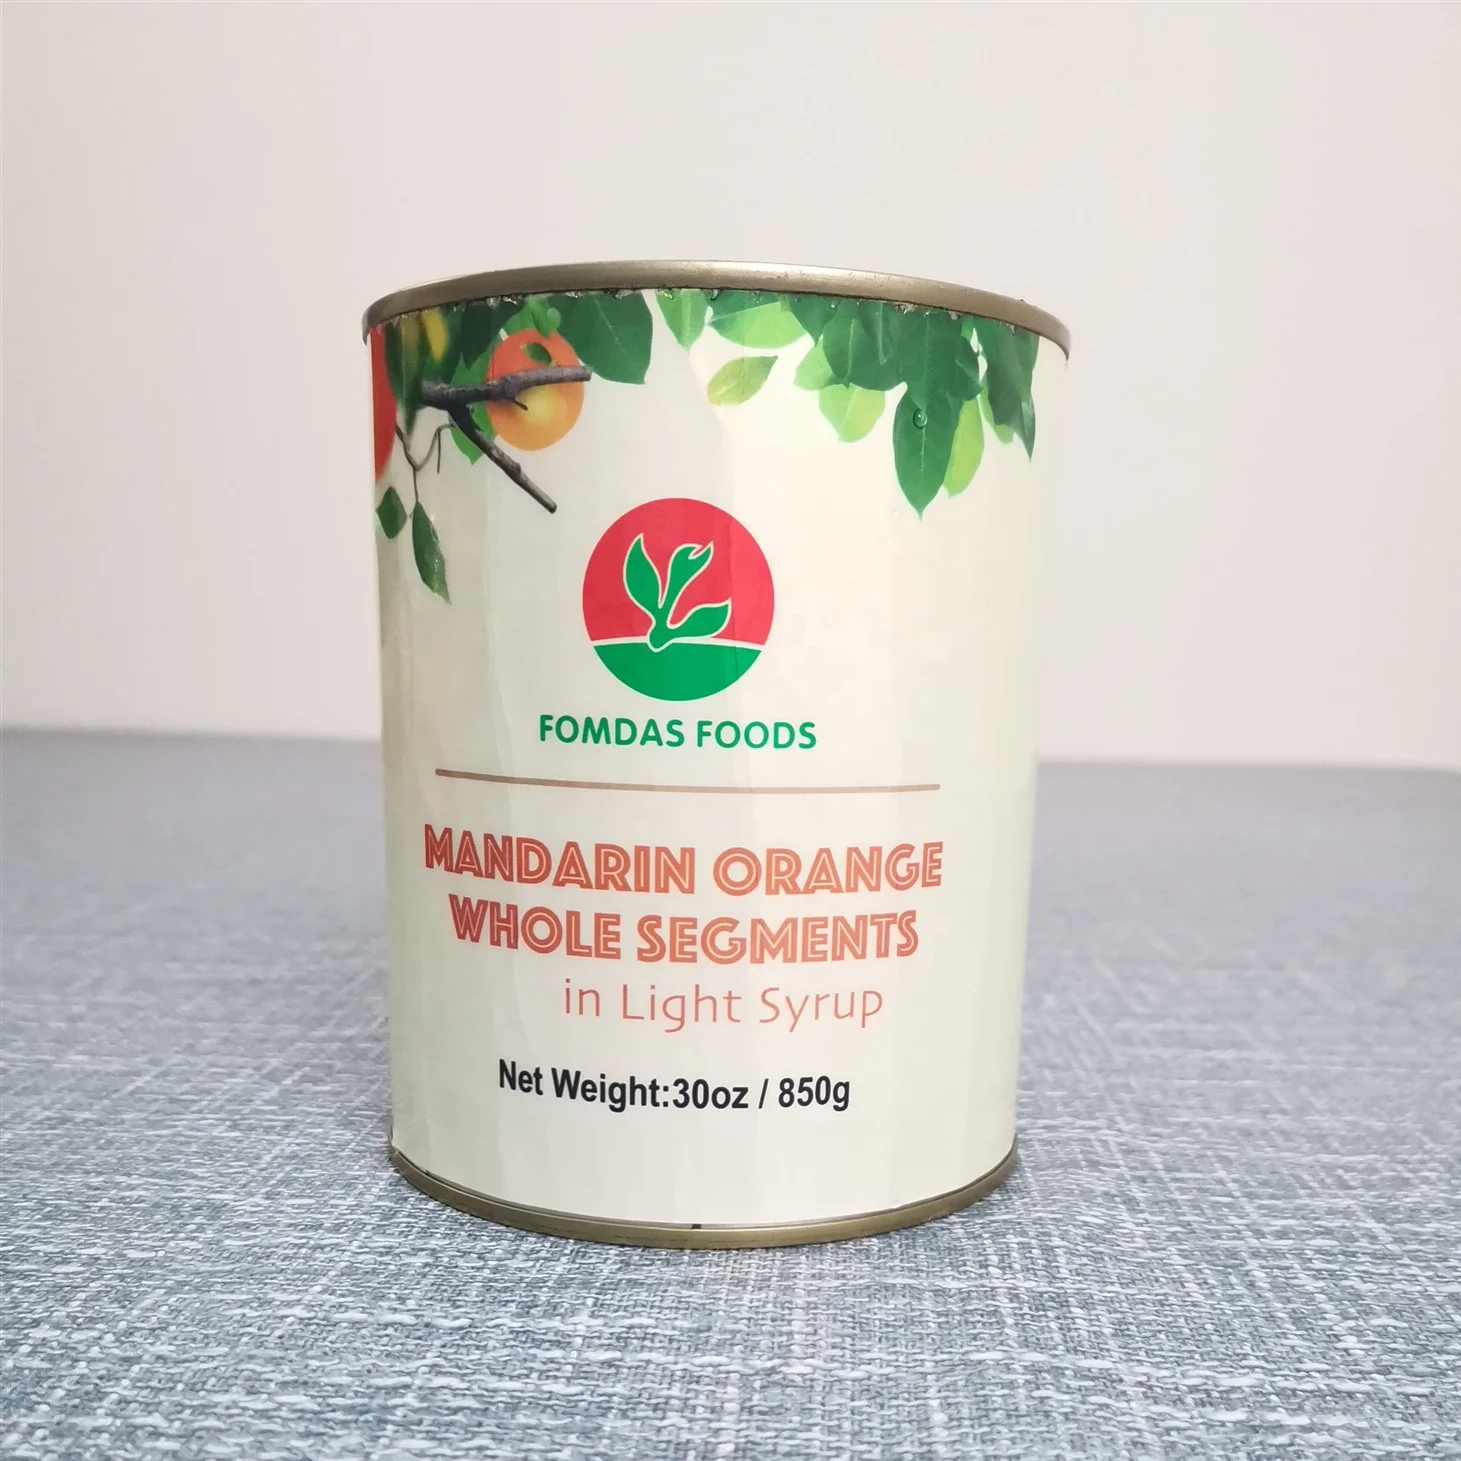 FOMDAS FOODS
MANDARIN ORANGE
WHOLE SEGMENTS
in Light Syrup
Net Weight:30oz / 850g